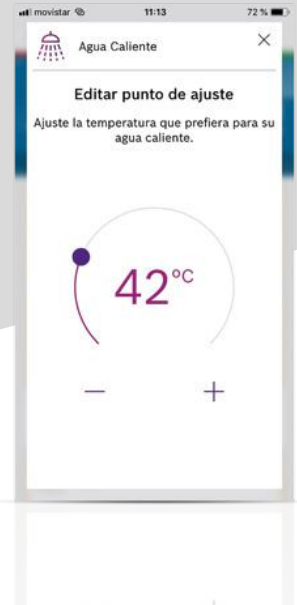 movistar 11:13 72 %
Agua Caliente
Editar punto de ajuste
Ajuste la temperatura que prefiera para su
agua caliente.
42°C
− +